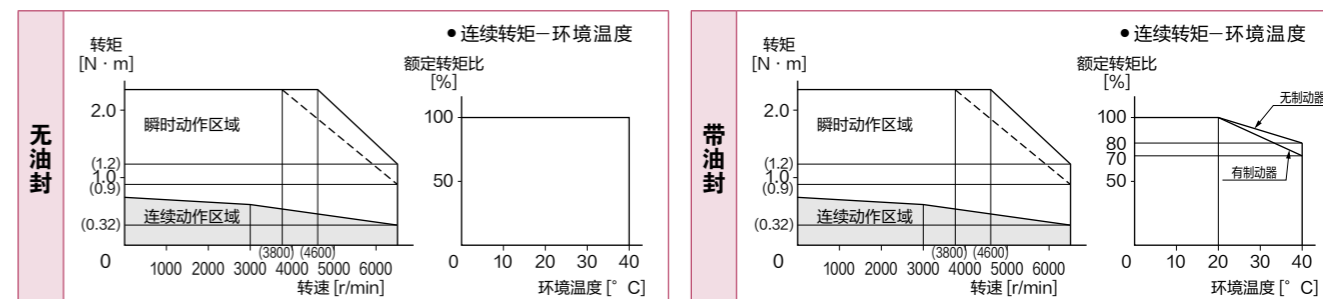 无油封
● 连续转矩－环境温度
转矩
[N · m]
2.0
瞬时动作区域
(1.2)
1.0
(0.9)
连续动作区域
(0.32)
(3800) (4600)
0 1000 2000 3000 4000 5000 6000
转速 [r/min]
额定转矩比
[%]
100
50
0 10 20 30 40
环境温度 [° C]
带油封
● 连续转矩－环境温度
转矩
[N · m]
2.0
瞬时动作区域
(1.2)
1.0
(0.9)
连续动作区域
(0.32)
(3800) (4600)
0 1000 2000 3000 4000 5000 6000
转速 [r/min]
额定转矩比
[%]
无制动器
100
80
70
有制动器
50
0 10 20 30 40
环境温度 [° C]